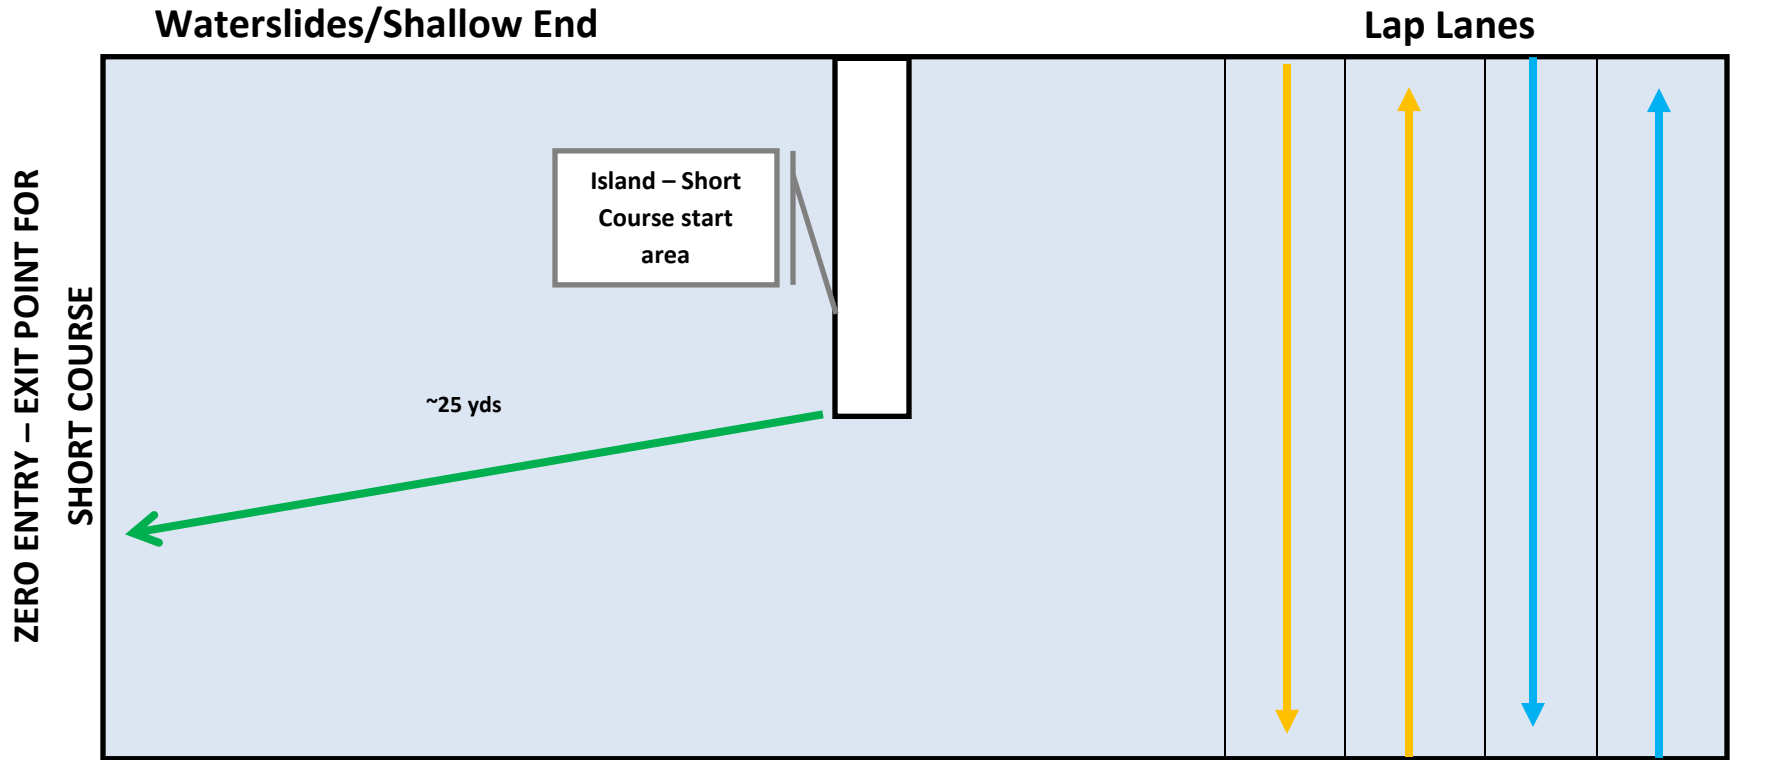 Waterslides/Shallow End
Lap Lanes
ZERO ENTRY – EXIT POINT FOR
SHORT COURSE
Island – Short
Course start
area
~25 yds